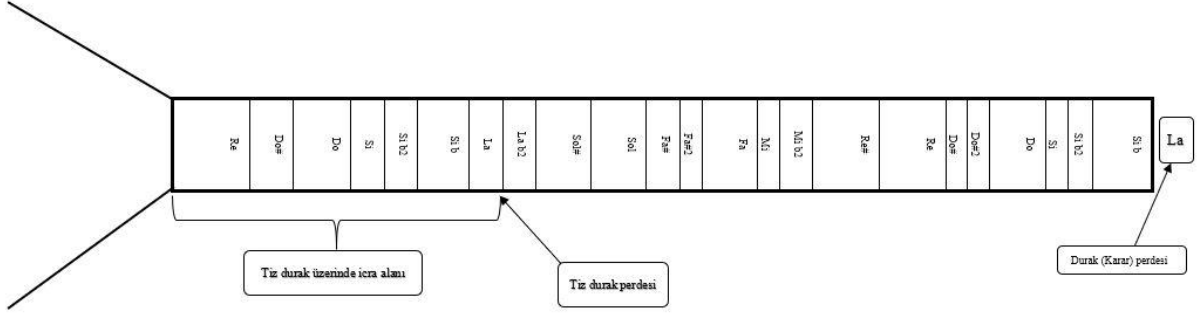 Re
Do#
Do
Si
Si b2
Si b
La
La b2
Sol#
Sol
Fa#
Fa#2
Fa
Mi
Mi b2
Re#
Re
Do#
Do#2
Do
Si
Si b2
Si b
La
Tiz durak üzerinde icra alanı
Tiz durak perdesi
Durak (Karar) perdesi